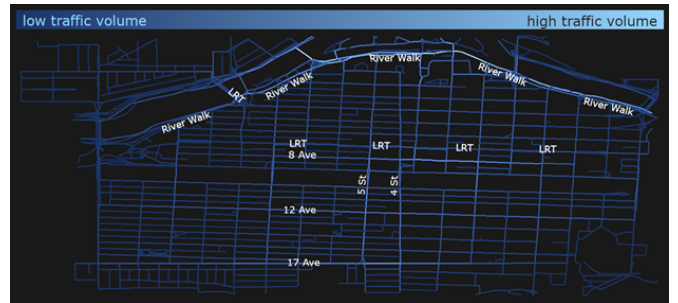 low traffic volume
high traffic volume
River Walk
River Walk
LRT
River Walk
River Walk
River Walk
LRT
LRT
LRT
LRT
8 Ave
5 St
4 St
12 Ave
17 Ave